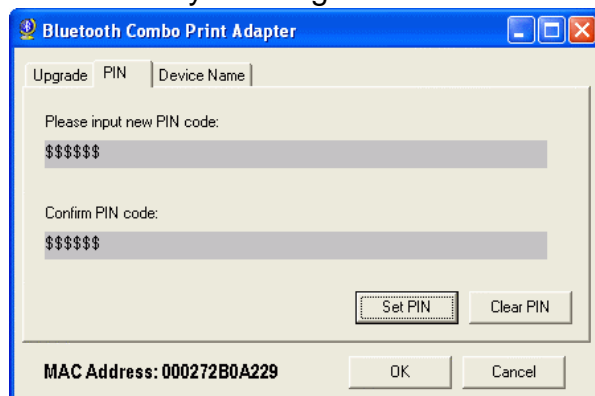 Bluetooth Combo Print Adapter
Upgrade PIN Device Name
Please input new PIN code:
$$$$$$
Confirm PIN code:
$$$$$$
Set PIN Clear PIN
MAC Address: 000272B0A229 OK Cancel